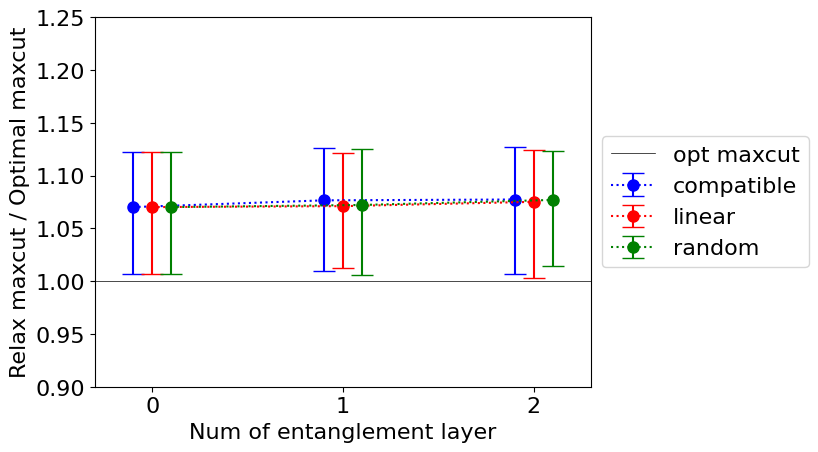 Relax maxcut / Optimal maxcut
1.25
1.20
1.15
1.10
1.05
1.00
0.95
0.90
0
1
2
Num of entanglement layer
opt maxcut
compatible
linear
random